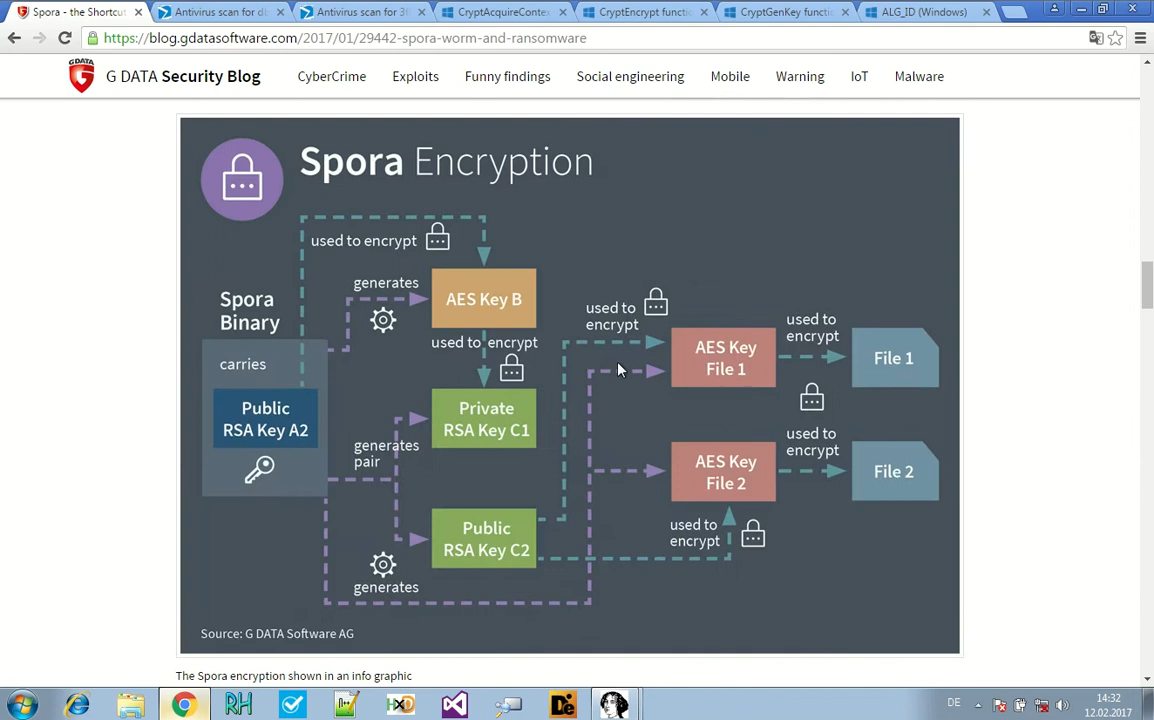 Spora - the Shortcut
Antivirus scan for db
Antivirus scan for 3f
CryptAcquireContex
CryptEncrypt functio
CryptGenKey functi
ALG_ID (Windows)
https://blog.gdatasoftware.com/2017/01/29442-spora-worm-and-ransomware
G DATA Security Blog
CyberCrime
Exploits
Funny findings
Social engineering
Mobile
Warning
IoT
Malware
Spora Encryption
used to encrypt
generates
AES Key B
Spora
Binary
carries
Public
RSA Key A2
used to encrypt
Private
RSA Key C1
generates
pair
Public
RSA Key C2
generates
used to
encrypt
AES Key
File 1
used to
encrypt
File 1
used to
encrypt
AES Key
File 2
File 2
used to
encrypt
Source: G DATA Software AG
The Spora encryption shown in an info graphic
RH
DE
14:32
12.02.2017